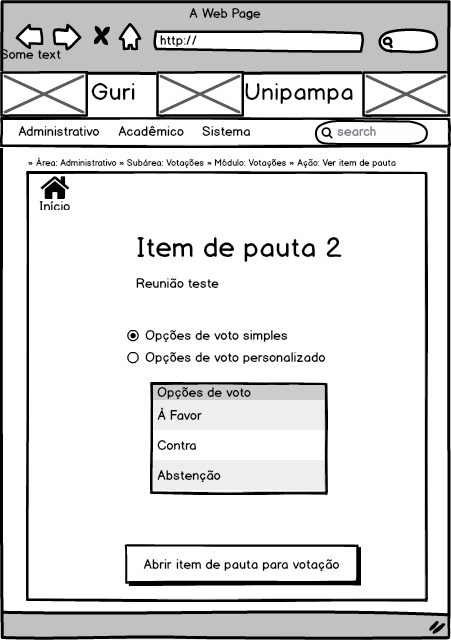 A Web Page
http://
Some text
Guri Unipampa
Administrativo Acadêmico Sistema search
» Área: Administrativo » Subárea: Votações » Módulo: Votações » Ação: Ver item de pauta
Início
Item de pauta 2
Reunião teste
Opções de voto simples
Opções de voto personalizado
Opções de voto
À Favor
Contra
Abstenção
Abrir item de pauta para votação